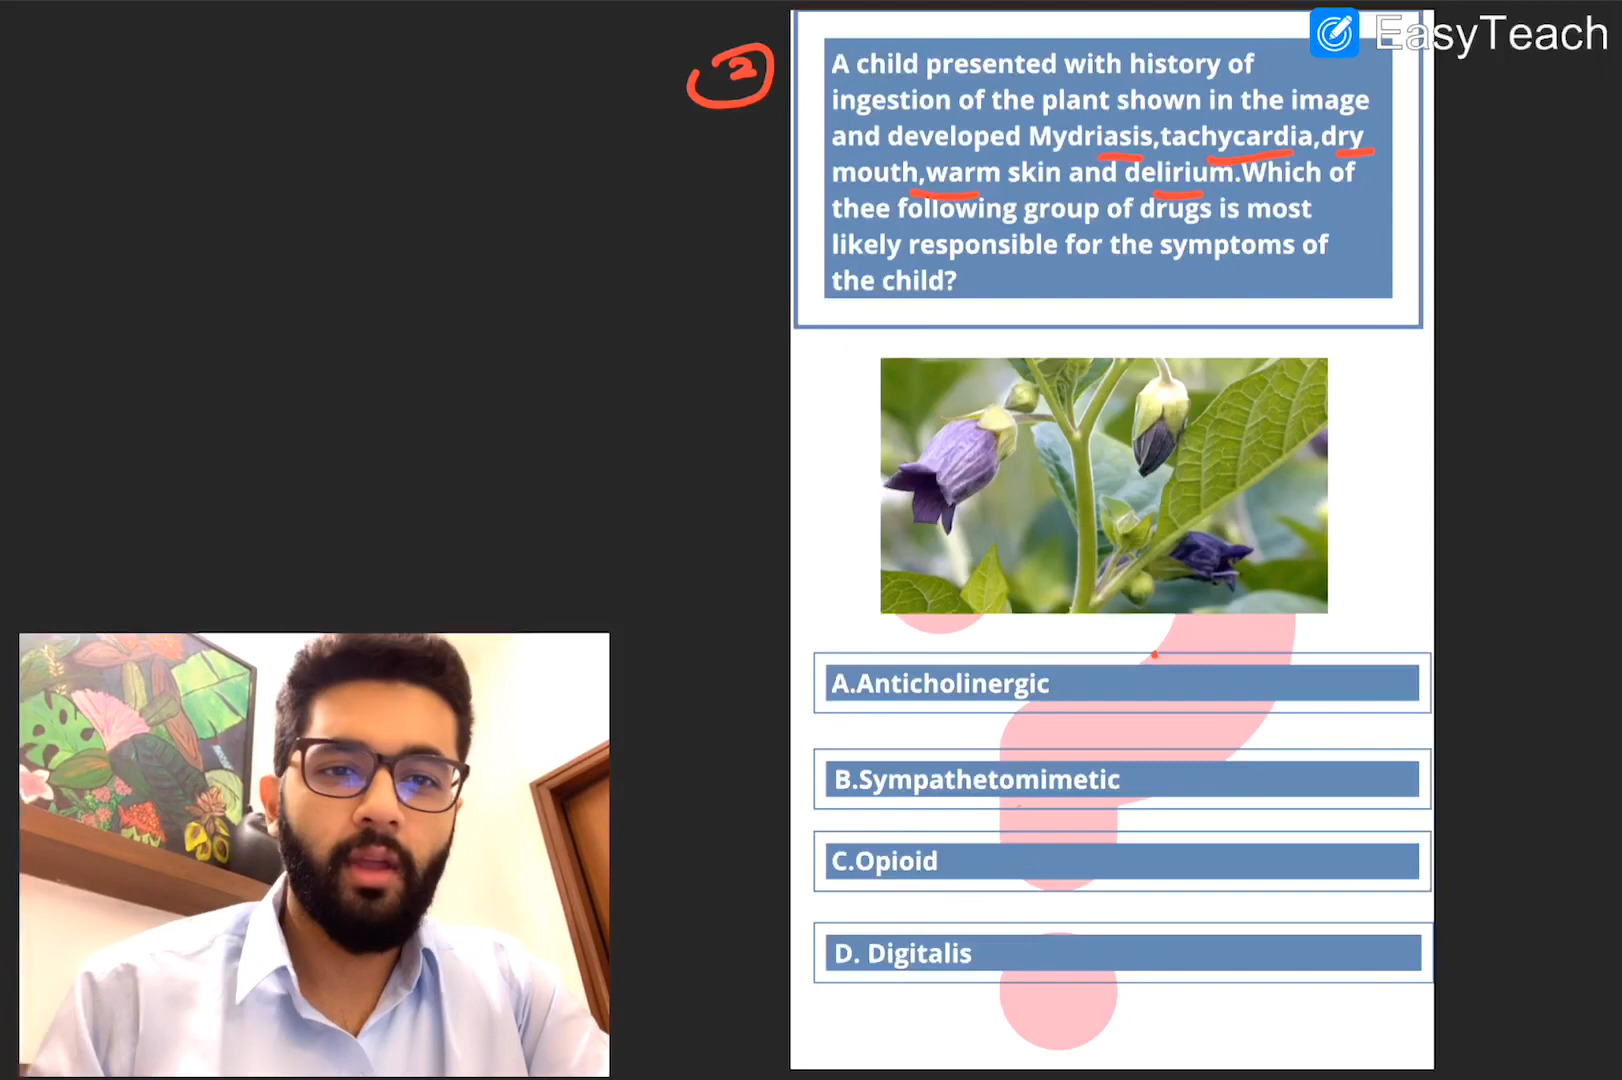 2
EasyTeach
A child presented with history of
ingestion of the plant shown in the image
and developed Mydriasis,tachycardia,dry
mouth,warm skin and delirium.Which of
thee following group of drugs is most
likely responsible for the symptoms of
the child?
A.Anticholinergic
B.Sympathetomimetic
C.Opioid
D. Digitalis